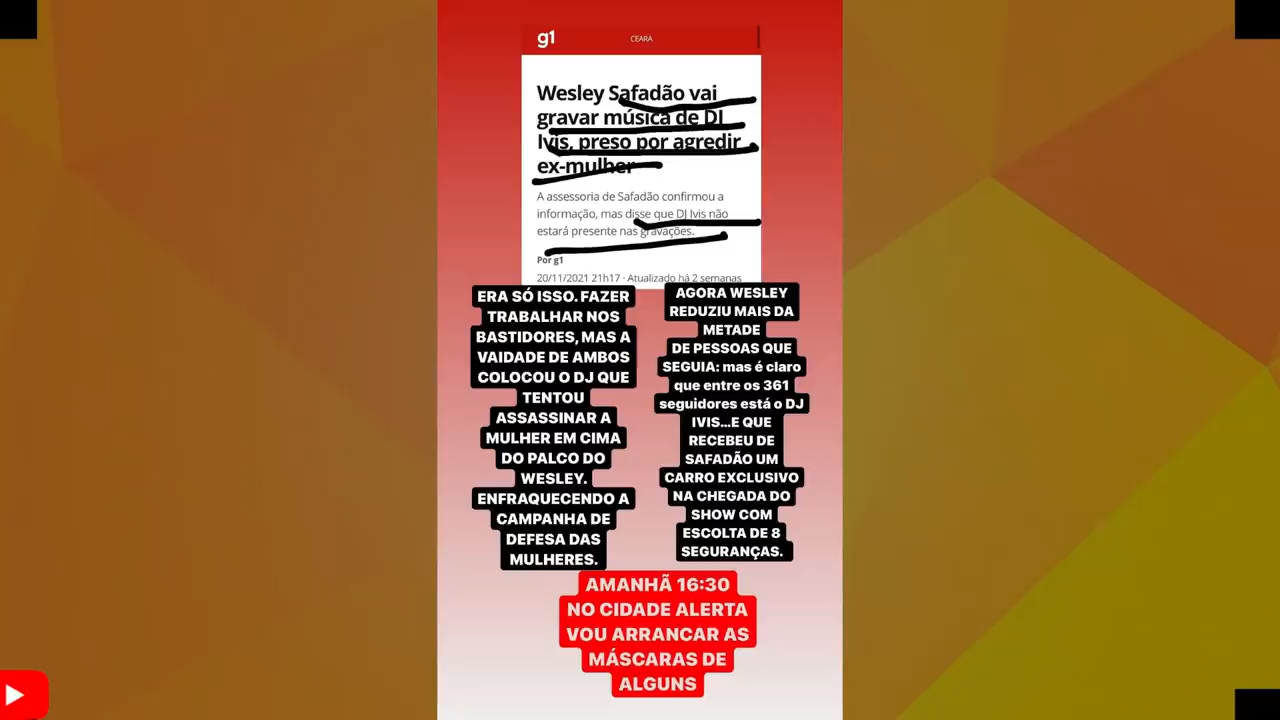 g1
CEARÁ
Wesley Safadão vai
gravar música de DJ
Ivis, preso por agredir
ex-mulher
A assessoria de Safadão confirmou a
informação, mas disse que DJ Ivis não
estará presente nas gravações.
Por g1
20/11/2021 21h17 · Atualizado há 2 semanas
ERA SÓ ISSO. FAZER
TRABALHAR NOS
BASTIDORES, MAS A
VAIDADE DE AMBOS
COLOCOU O DJ QUE
TENTOU
ASSASSINAR A
MULHER EM CIMA
DO PALCO DO
WESLEY.
ENFRAQUECENDO A
CAMPANHA DE
DEFESA DAS
MULHERES.
AGORA WESLEY
REDUZIU MAIS DA
METADE
DE PESSOAS QUE
SEGUIA: mas é claro
que entre os 361
seguidores está o DJ
IVIS...E QUE
RECEBEU DE
SAFADÃO UM
CARRO EXCLUSIVO
NA CHEGADA DO
SHOW COM
ESCOLTA DE 8
SEGURANÇAS.
AMANHÃ 16:30
NO CIDADE ALERTA
VOU ARRANCAR AS
MÁSCARAS DE
ALGUNS